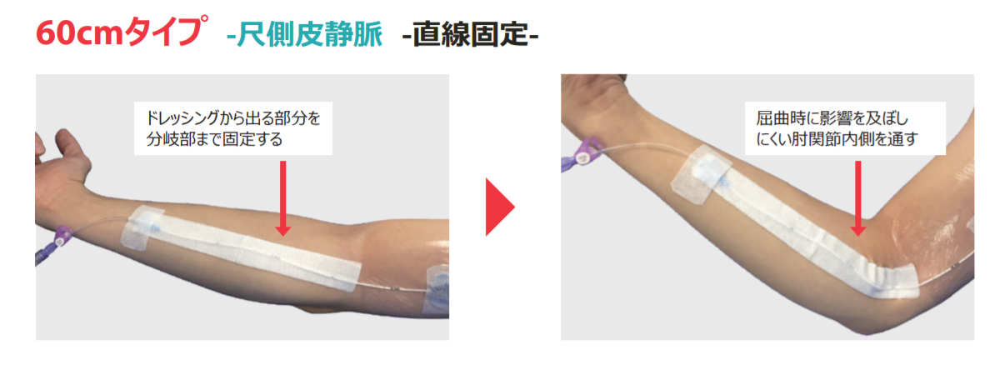 60cmタイプ -尺側皮静脈 -直線固定-
ドレッシングから出る部分を
分岐部まで固定する
屈曲時に影響を及ぼし
にくい肘関節内側を通す